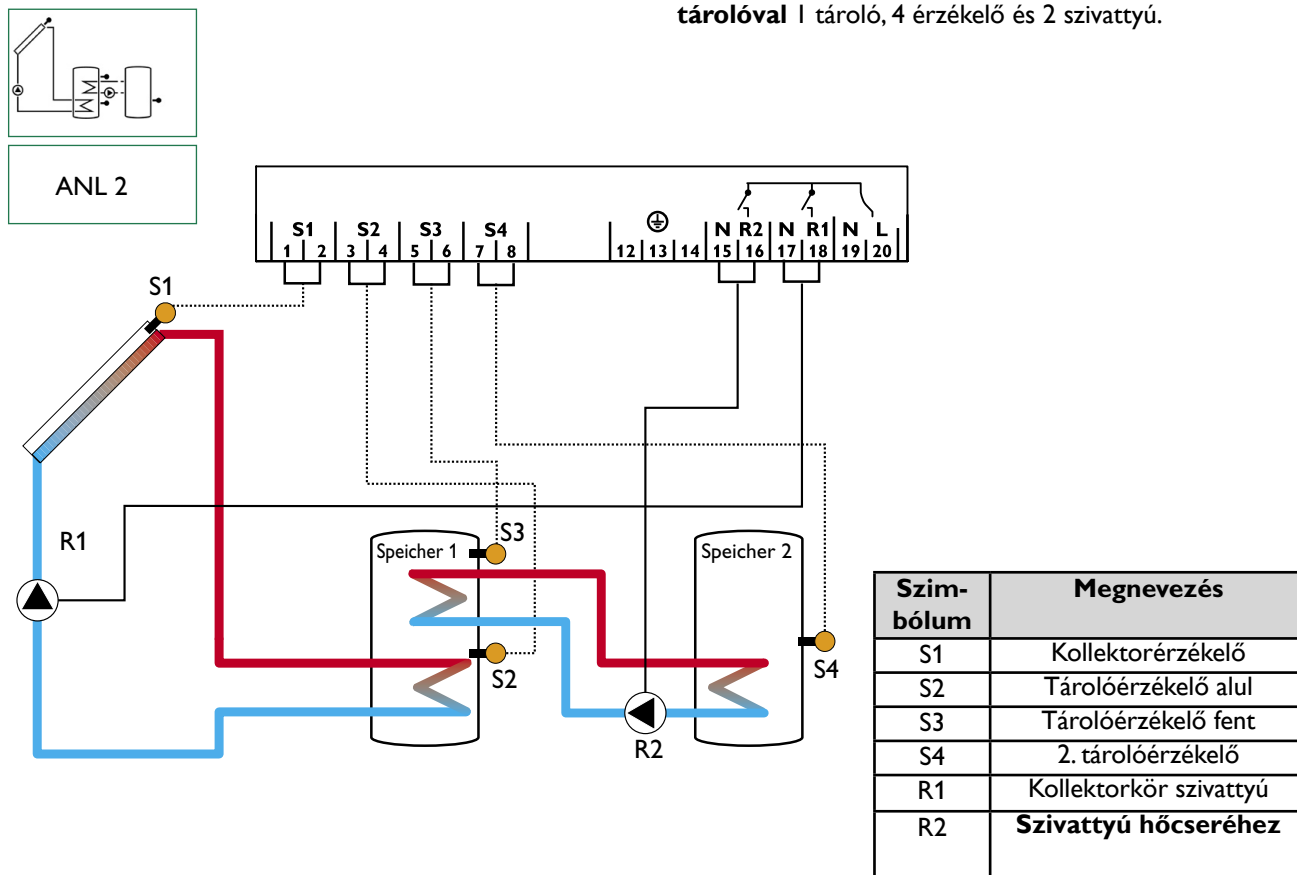 tárolóval 1 tároló, 4 érzékelő és 2 szivattyú.
ANL 2
S1 S2 S3 S4 N R2 N R1 N L
1 2 3 4 5 6 7 8 12 13 14 15 16 17 18 19 20
S1
R1
Speicher 1
S3
S2
R2
Speicher 2
S4
Szim-
bólum
Megnevezés
S1 Kollektorérzékelő
S2 Tárolóérzékelő alul
S3 Tárolóérzékelő fent
S4 2. tárolóérzékelő
R1 Kollektorkör szivattyú
R2 Szivattyú hőcseréhez